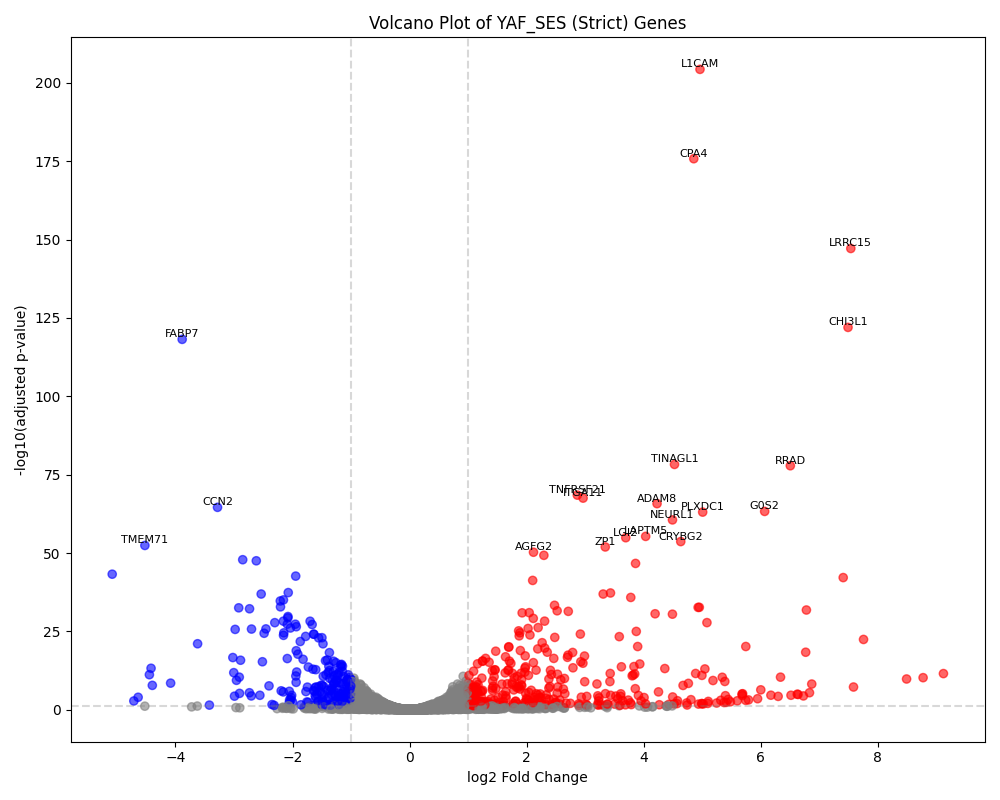 Volcano Plot of YAF_SES (Strict) Genes
L1CAM
CPA4
LRRC15
CHI3L1
FABP7
TINAGL1
RRAD
TNFRSF21
ITGA11
ADAM8
CCN2
PLXDC1
G0S2
NEURL1
LGI2
LAPTM5
CRYBG2
TMEM71
ZP1
AGFG2
200
175
150
125
100
75
50
25
0
−4
−2
0
2
4
6
8
-log10(adjusted p-value)
log2 Fold Change